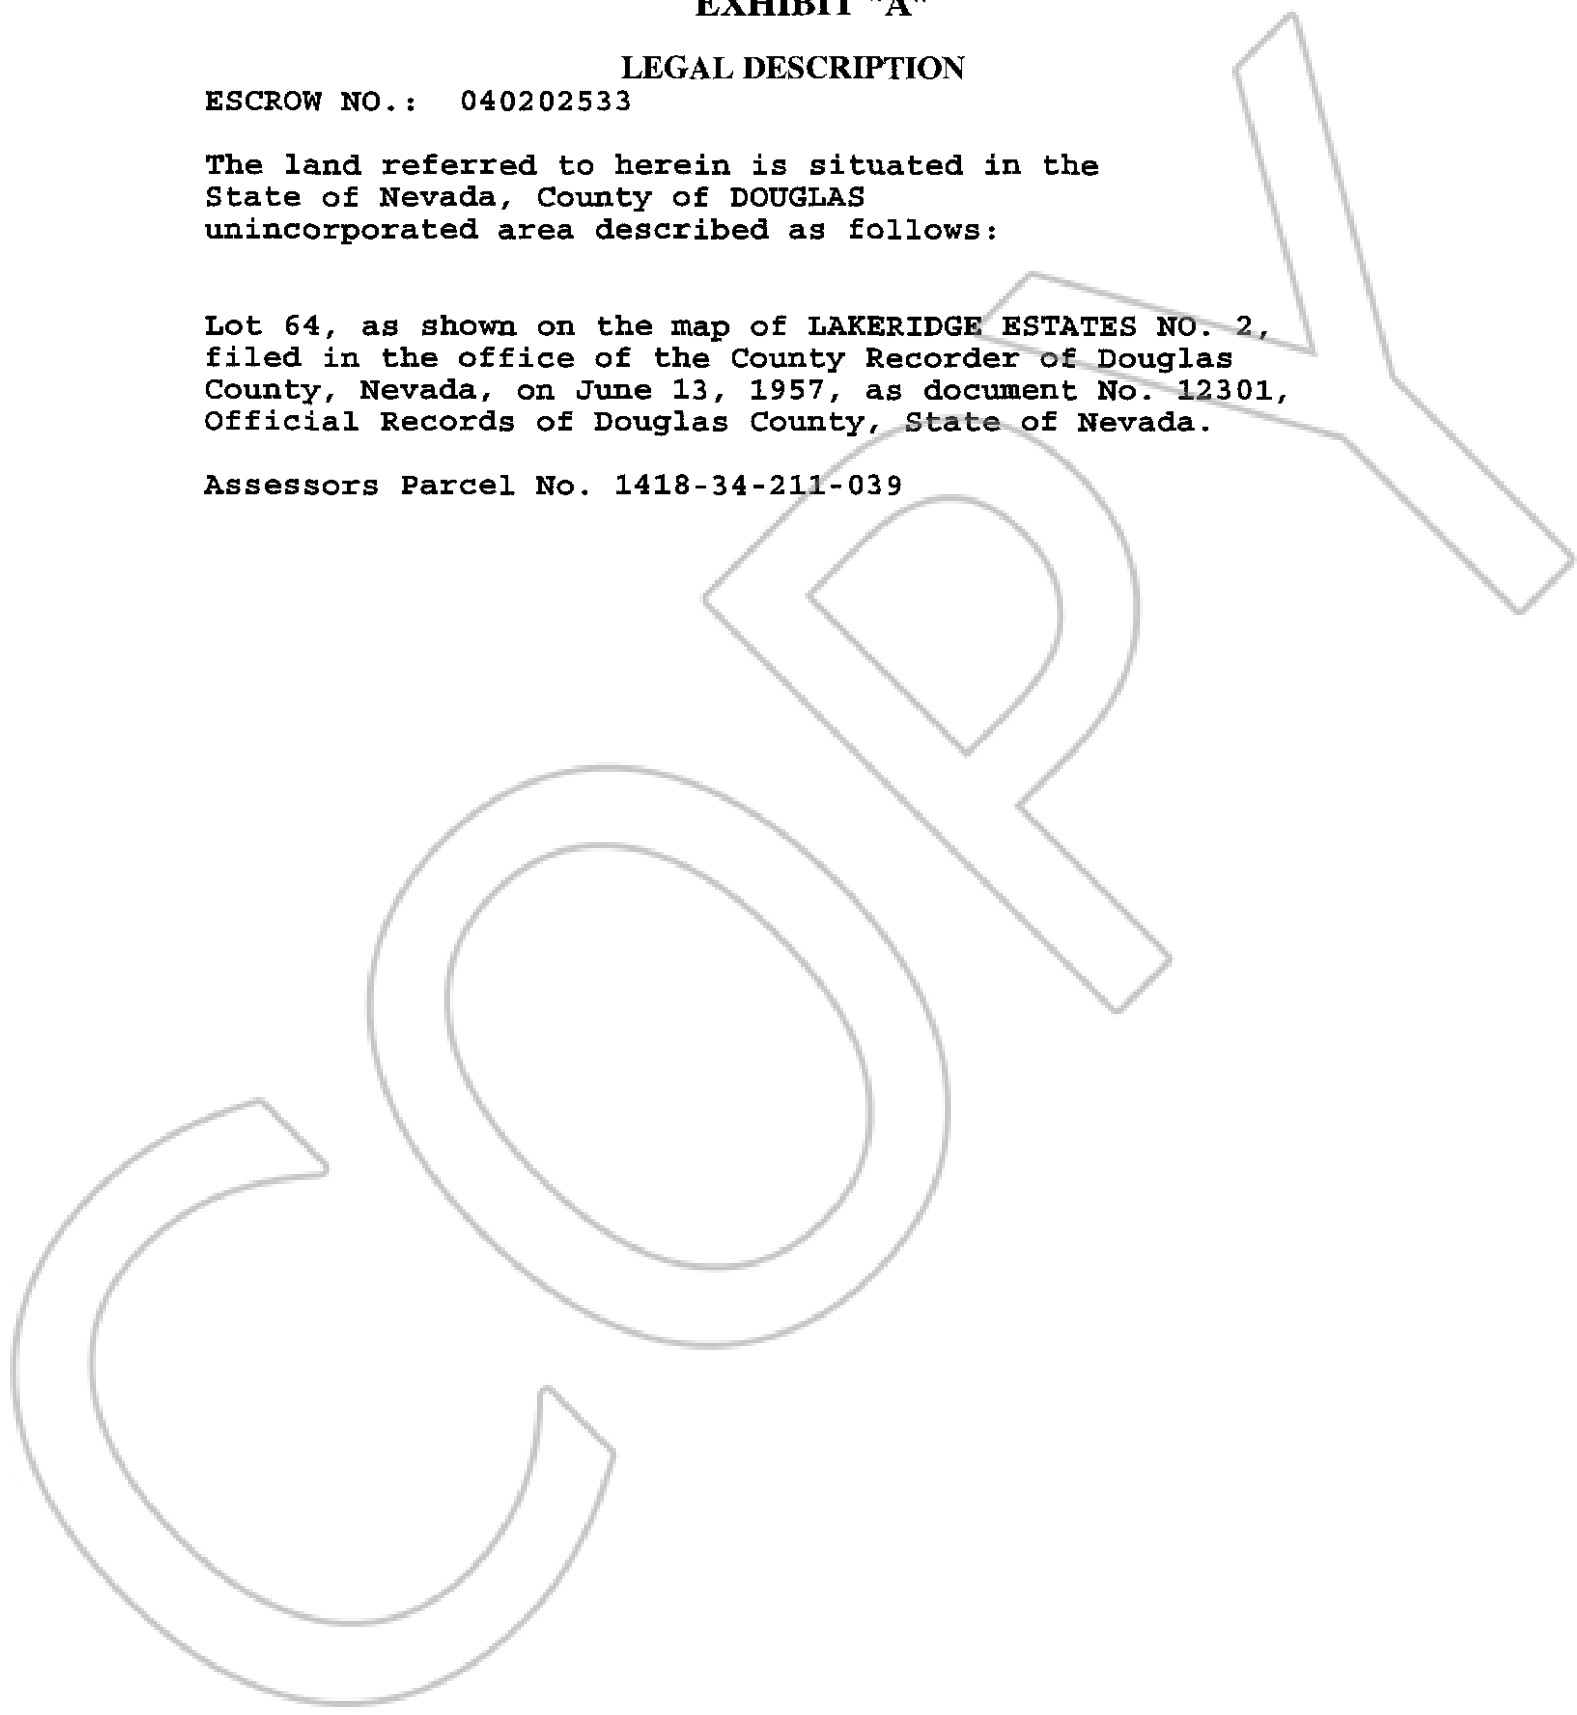 EXHIBIT "A"
LEGAL DESCRIPTION
ESCROW NO.: 040202533
The land referred to herein is situated in the
State of Nevada, County of DOUGLAS
unincorporated area described as follows:
Lot 64, as shown on the map of LAKERIDGE ESTATES NO. 2,
filed in the office of the County Recorder of Douglas
County, Nevada, on June 13, 1957, as document No. 12301,
Official Records of Douglas County, State of Nevada.
Assessors Parcel No. 1418-34-211-039
COPY